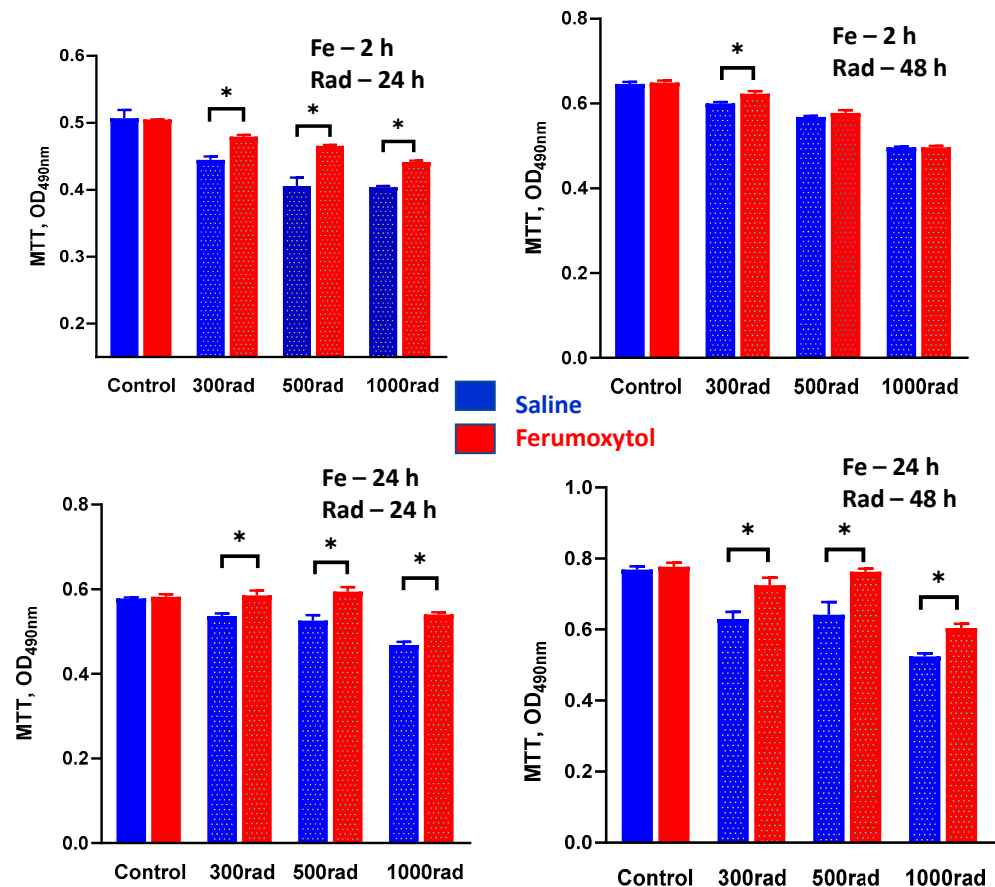 Fe – 2 h
Rad – 24 h
MTT, OD490nm
0.6
0.5
0.4
0.3
0.2
* * *
Control 300rad 500rad 1000rad
Fe – 2 h
Rad – 48 h
MTT, OD490nm
0.8
0.6
0.4
0.2
0.0
*
Control 300rad 500rad 1000rad
Saline
Ferumoxytol
Fe – 24 h
Rad – 24 h
MTT, OD490nm
0.8
0.6
0.4
0.2
0.0
* * *
Control 300rad 500rad 1000rad
Fe – 24 h
Rad – 48 h
MTT, OD490nm
1.0
0.8
0.6
0.4
0.2
0.0
* * *
Control 300rad 500rad 1000rad